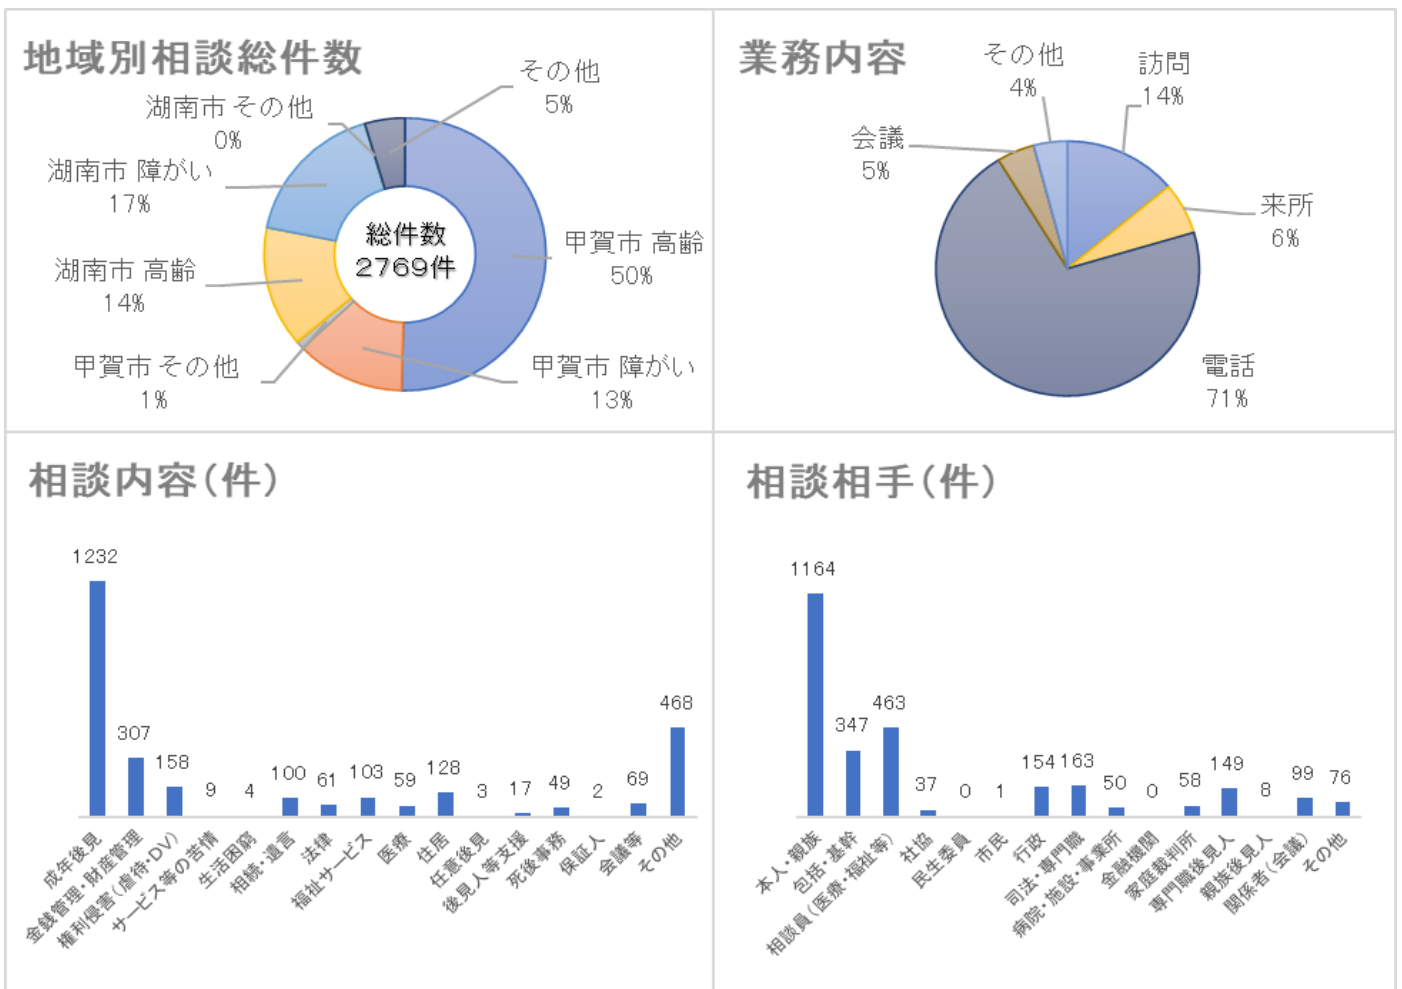 地域別相談総件数
その他
5%
湖南市 その他
0%
湖南市 障がい
17%
総件数
2769件
甲賀市 高齢
50%
湖南市 高齢
14%
甲賀市 その他
1%
甲賀市 障がい
13%
業務内容
その他
4%
訪問
14%
会議
5%
来所
6%
電話
71%
相談内容(件)
1232
307
158
9
4
100
61
103
59
128
3
17
49
2
69
468
成年後見
金銭管理・財産管理
権利侵害(虐待・DV)
サービス等の苦情
生活困窮
相続・遺言
法律
福祉サービス
医療
住居
任意後見
後見人等支援
死後事務
保証人
会議等
その他
相談相手(件)
1164
347
463
37
0
1
154
163
50
0
58
149
8
99
76
本人・親族
包括・基幹
相談員(医療・福祉等)
社協
民生委員
市民
行政
司法・専門職
病院・施設・事業所
金融機関
家庭裁判所
専門職後見人
親族後見人
関係者(会議)
その他